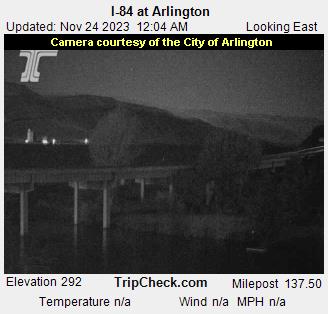 I-84 at Arlington
Updated: Nov 24 2023 12:04 AM Looking East
Camera courtesy of the City of Arlington
Elevation 292 TripCheck.com Milepost 137.50
Temperature n/a Wind n/a MPH n/a